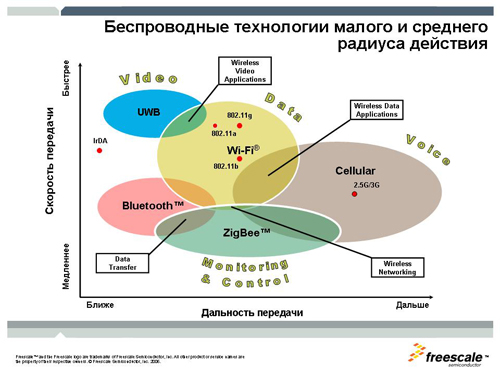 Беспроводные технологии малого и среднего
радиуса действия
Быстрее
Скорость передачи
Медленнее
Video
Wireless
Video
Applications
UWB
Data
802.11g
802.11a
Wireless Data
Applications
IrDA
Wi-Fi®
Voice
802.11b
Cellular
2.5G/3G
Bluetooth™
ZigBee™
Data
Transfer
Monitoring
& Control
Wireless
Networking
Ближе
Дальность передачи
Дальше
Freescale™ and the Freescale logo are trademarks of Freescale Semiconductor, Inc. All other product or service names are
the property of their respective owners. © Freescale Semiconductor, Inc. 2006.
freescale™
semiconductor